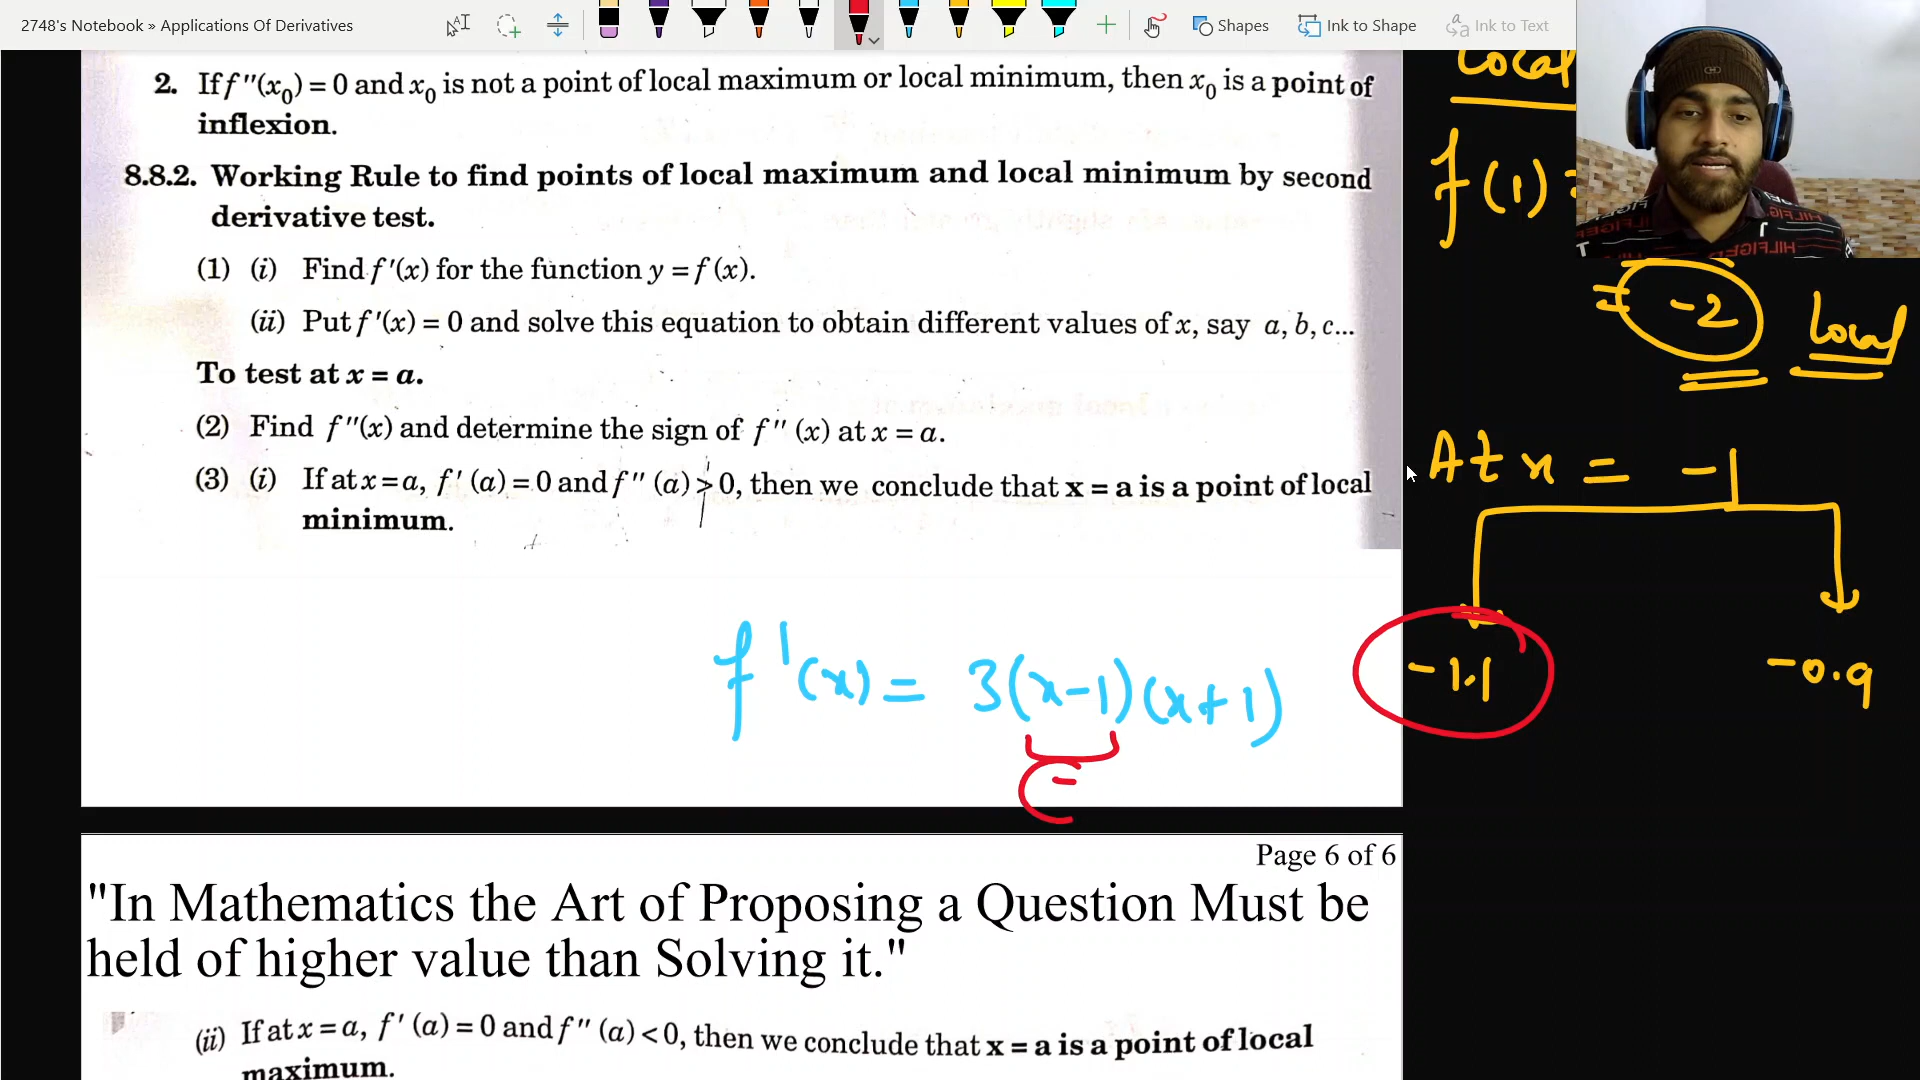 2748's Notebook » Applications Of Derivatives
Shapes
Ink to Shape
Ink to Text
2. If f "(x0) = 0 and x0 is not a point of local maximum or local minimum, then x0 is a point of
inflexion.
8.8.2. Working Rule to find points of local maximum and local minimum by second
derivative test.
(1) (i) Find f '(x) for the function y = f (x).
(ii) Put f '(x) = 0 and solve this equation to obtain different values of x, say a, b, c...
To test at x = a.
(2) Find f "(x) and determine the sign of f " (x) at x = a.
(3) (i) If at x = a, f ' (a) = 0 and f " (a) > 0, then we conclude that x = a is a point of local
minimum.
f '(x) = 3(x-1)(x+1)
-
Local
f(1) =
= -2 Local
At x = -1
-1.1 -0.9
Page 6 of 6
"In Mathematics the Art of Proposing a Question Must be
held of higher value than Solving it."
(ii) If at x = a, f ' (a) = 0 and f " (a) < 0, then we conclude that x = a is a point of local
maximum.